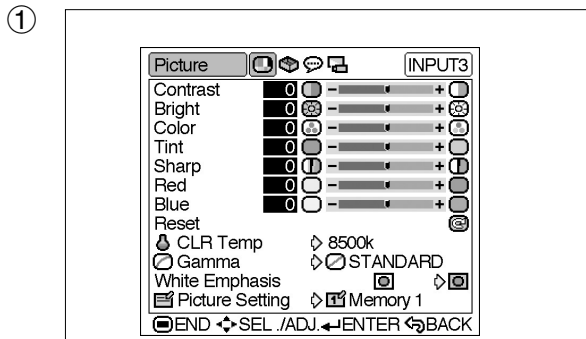 ①
Picture INPUT3
Contrast 0 - +
Bright 0 - +
Color 0 - +
Tint 0 - +
Sharp 0 - +
Red 0 - +
Blue 0 - +
Reset
CLR Temp 8500k
Gamma STANDARD
White Emphasis
Picture Setting 1 Memory 1
END SEL ./ADJ. ENTER BACK